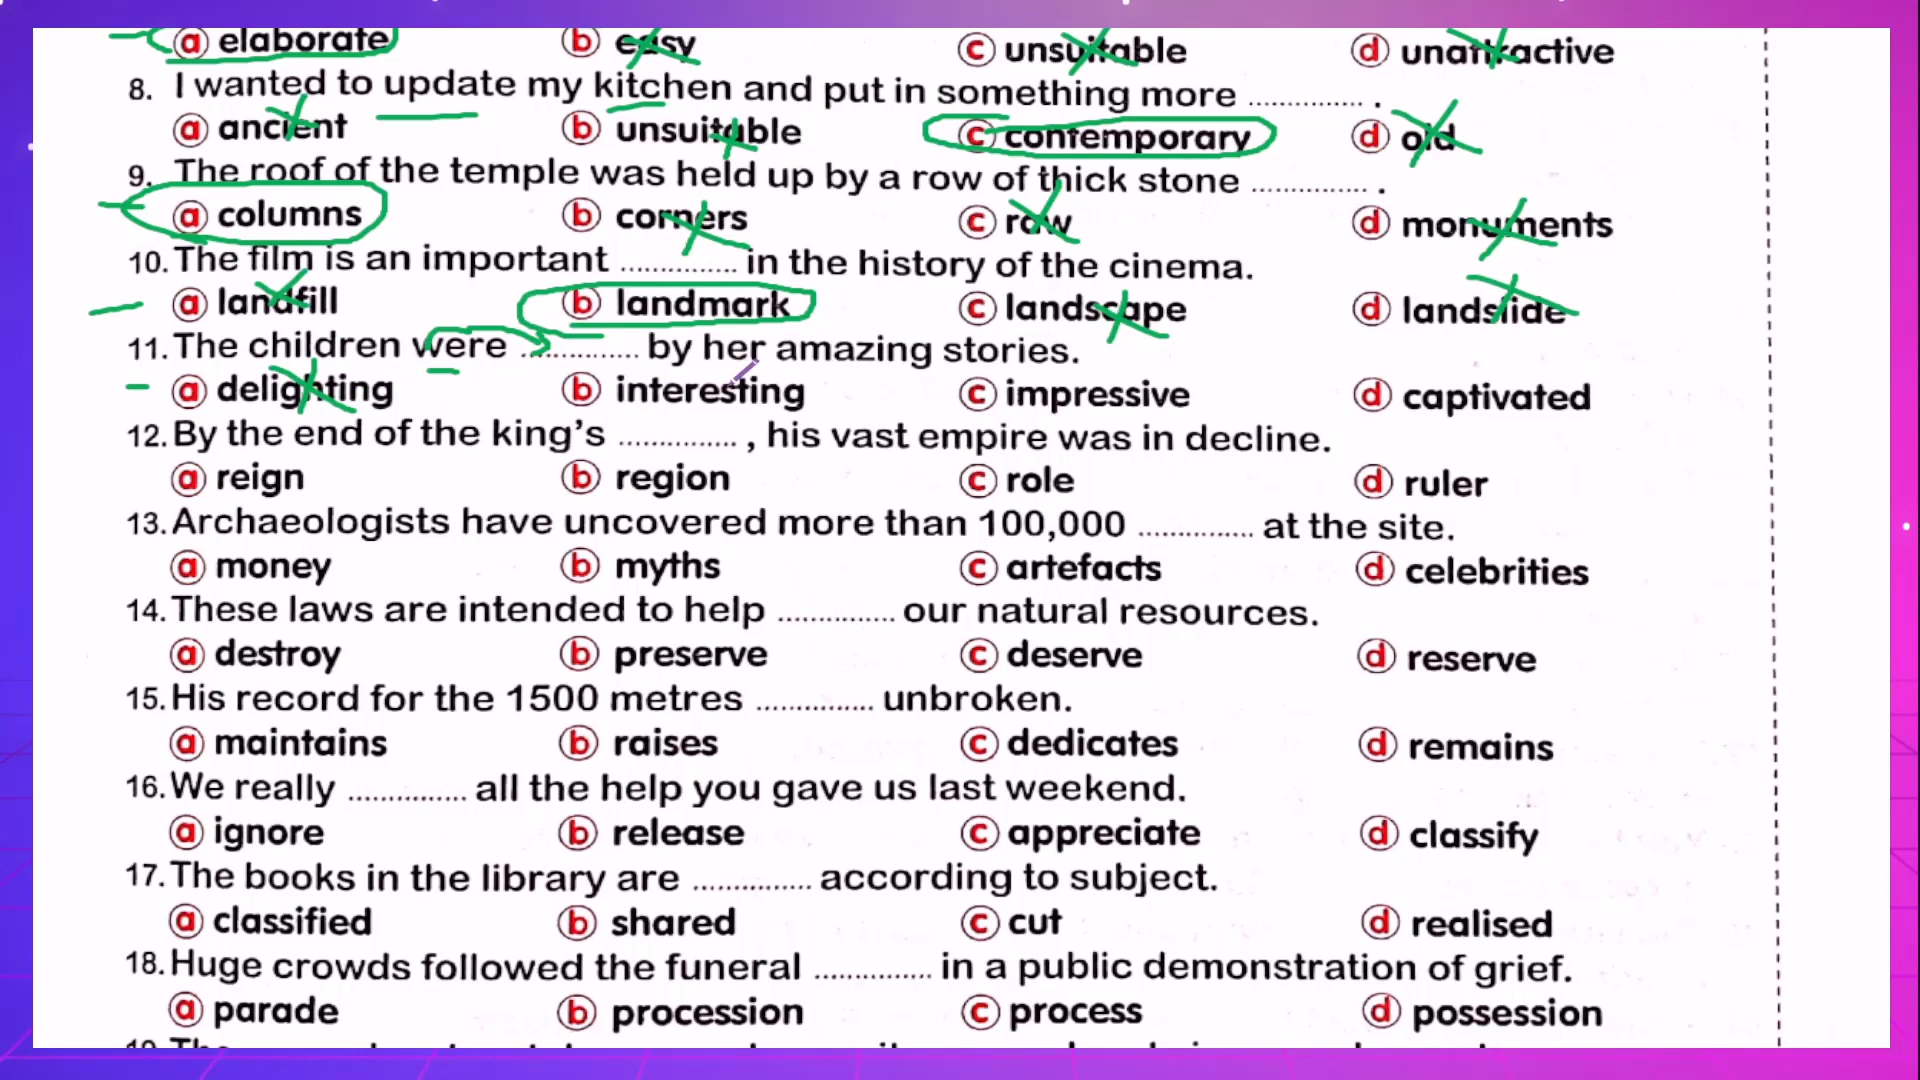 a elaborate b easy c unsuitable d unattractive
8. I wanted to update my kitchen and put in something more ............... .
a ancient b unsuitable c contemporary d old
9. The roof of the temple was held up by a row of thick stone ............... .
a columns b corners c raw d monuments
10. The film is an important ............... in the history of the cinema.
a landfill b landmark c landscape d landslide
11. The children were ............... by her amazing stories.
a delighting b interesting c impressive d captivated
12. By the end of the king's ............... , his vast empire was in decline.
a reign b region c role d ruler
13. Archaeologists have uncovered more than 100,000 ............... at the site.
a money b myths c artefacts d celebrities
14. These laws are intended to help ............... our natural resources.
a destroy b preserve c deserve d reserve
15. His record for the 1500 metres ............... unbroken.
a maintains b raises c dedicates d remains
16. We really ............... all the help you gave us last weekend.
a ignore b release c appreciate d classify
17. The books in the library are ............... according to subject.
a classified b shared c cut d realised
18. Huge crowds followed the funeral ............... in a public demonstration of grief.
a parade b procession c process d possession